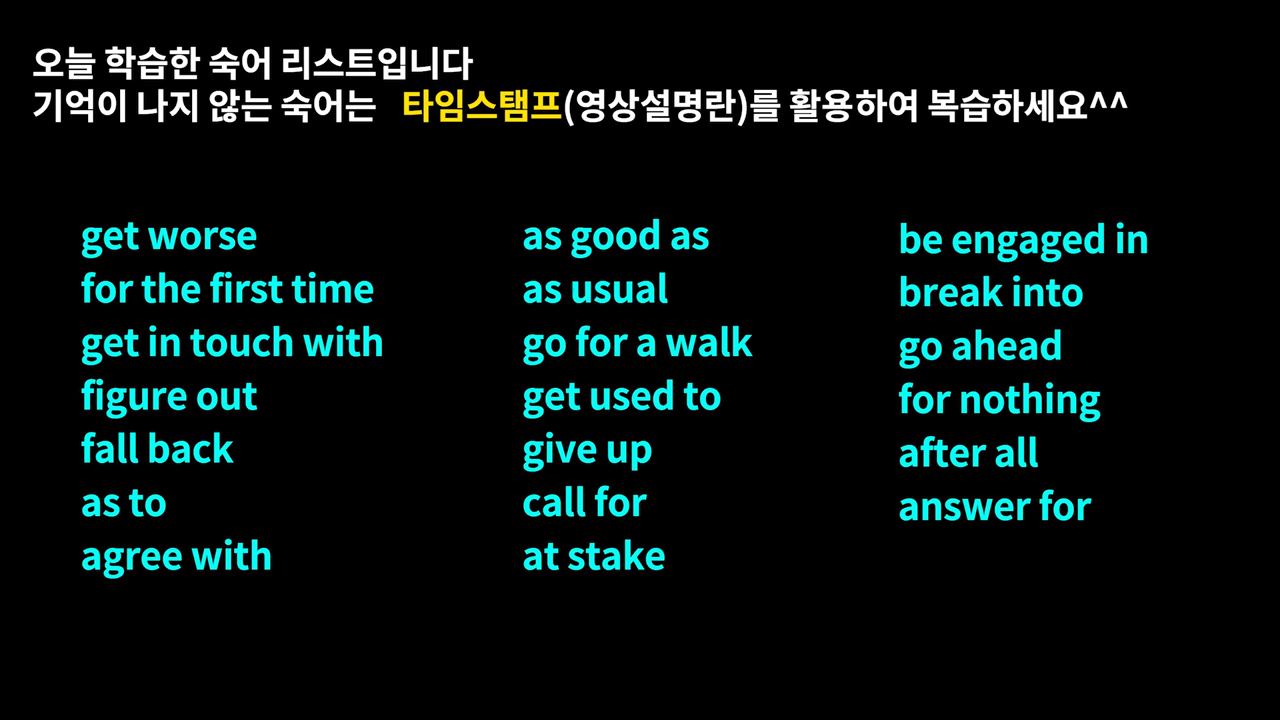 오늘 학습한 숙어 리스트입니다
기억이 나지 않는 숙어는 타임스탬프(영상설명란)를 활용하여 복습하세요^^
get worse
for the first time
get in touch with
figure out
fall back
as to
agree with
as good as
as usual
go for a walk
get used to
give up
call for
at stake
be engaged in
break into
go ahead
for nothing
after all
answer for